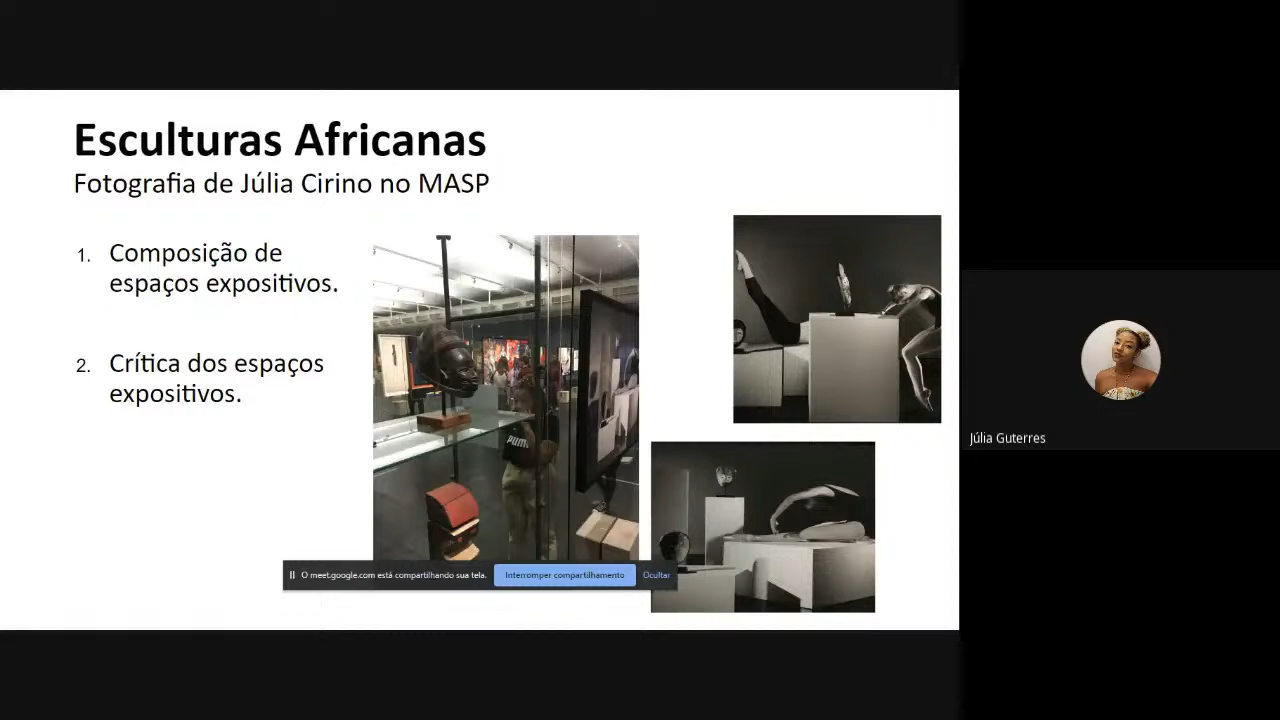 Esculturas Africanas
Fotografia de Júlia Cirino no MASP
1. Composição de
espaços expositivos.
2. Crítica dos espaços
expositivos.
PUMA
O meet.google.com está compartilhando sua tela.
Interromper compartilhamento
Ocultar
Júlia Guterres